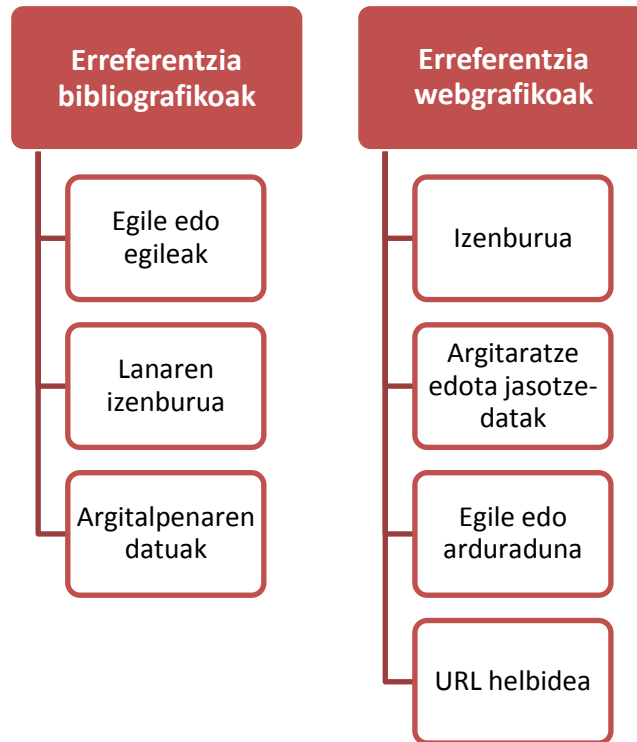 Erreferentzia
bibliografikoak
Egile edo
egileak
Lanaren
izenburua
Argitalpenaren
datuak
Erreferentzia
webgrafikoak
Izenburua
Argitaratze
edota jasotze-
datak
Egile edo
arduraduna
URL helbidea